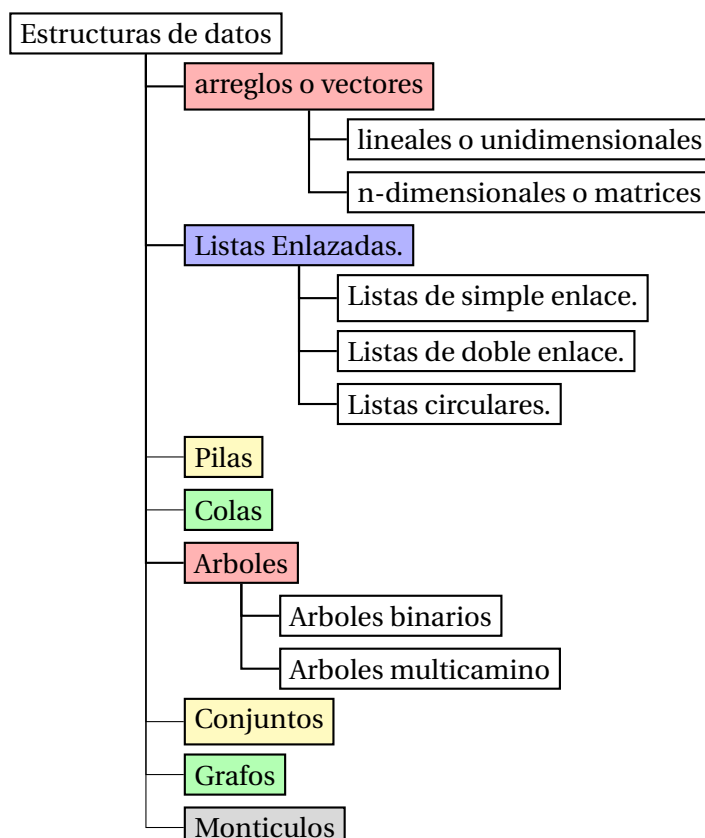 Estructuras de datos
arreglos o vectores
lineales o unidimensionales
n-dimensionales o matrices
Listas Enlazadas.
Listas de simple enlace.
Listas de doble enlace.
Listas circulares.
Pilas
Colas
Arboles
Arboles binarios
Arboles multicamino
Conjuntos
Grafos
Monticulos